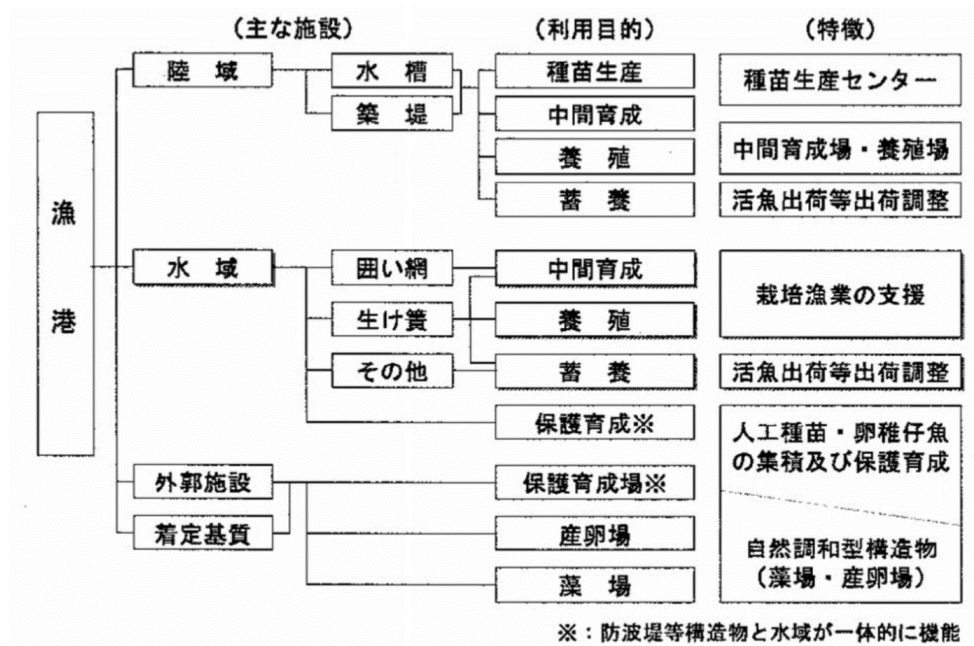 （主な施設）
（利用目的）
（特徴）
漁港
陸域
水槽
築堤
種苗生産
中間育成
養殖
蓄養
種苗生産センター
中間育成場・養殖場
活魚出荷等出荷調整
水域
囲い網
生け簀
その他
中間育成
養殖
蓄養
保護育成※
栽培漁業の支援
活魚出荷等出荷調整
外郭施設
着定基質
保護育成場※
産卵場
藻場
人工種苗・卵稚仔魚
の集積及び保護育成
自然調和型構造物
（藻場・産卵場）
※：防波堤等構造物と水域が一体的に機能